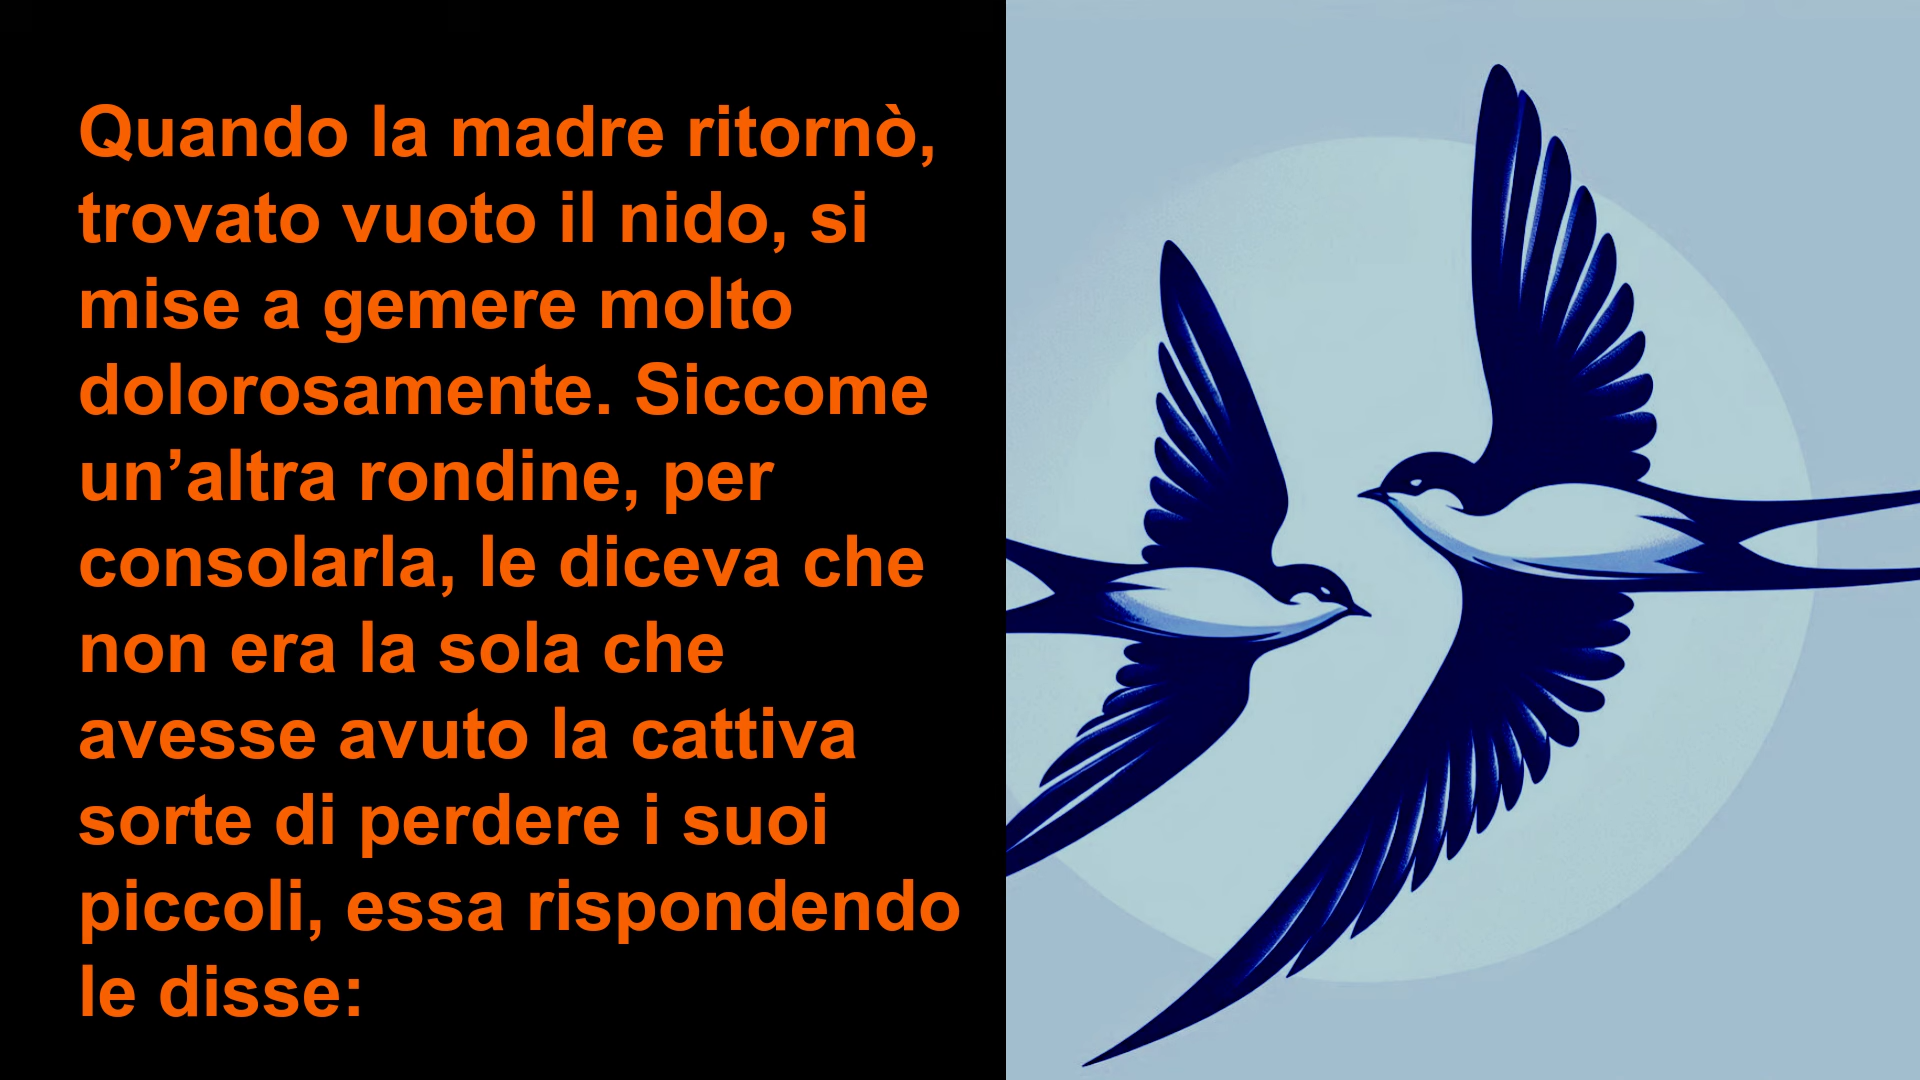 Quando la madre ritornò,
trovato vuoto il nido, si
mise a gemere molto
dolorosamente. Siccome
un’altra rondine, per
consolarla, le diceva che
non era la sola che
avesse avuto la cattiva
sorte di perdere i suoi
piccoli, essa rispondendo
le disse: